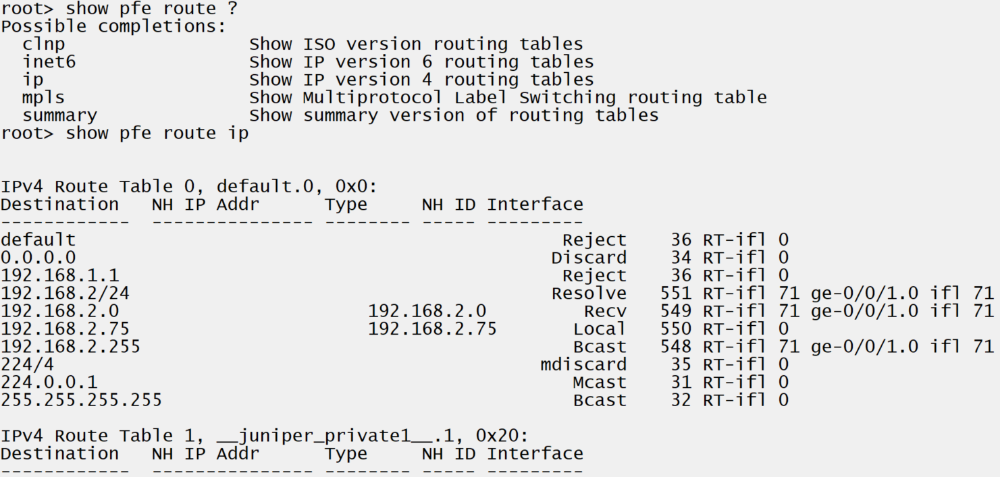 root> show pfe route ?
Possible completions:
  clnp                 Show ISO version routing tables
  inet6                Show IP version 6 routing tables
  ip                   Show IP version 4 routing tables
  mpls                 Show Multiprotocol Label Switching routing table
  summary              Show summary version of routing tables
root> show pfe route ip
IPv4 Route Table 0, default.0, 0x0:
Destination   NH IP Addr      Type     NH ID Interface
------------  --------------- -------- ----- ---------
default                                             Reject    36 RT-ifl 0
0.0.0.0                                            Discard    34 RT-ifl 0
192.168.1.1                                         Reject    36 RT-ifl 0
192.168.2/24                                       Resolve   551 RT-ifl 71 ge-0/0/1.0 ifl 71
192.168.2.0                       192.168.2.0         Recv   549 RT-ifl 71 ge-0/0/1.0 ifl 71
192.168.2.75                      192.168.2.75       Local   550 RT-ifl 0
192.168.2.255                                        Bcast   548 RT-ifl 71 ge-0/0/1.0 ifl 71
224/4                                             mdiscard    35 RT-ifl 0
224.0.0.1                                            Mcast    31 RT-ifl 0
255.255.255.255                                      Bcast    32 RT-ifl 0
IPv4 Route Table 1, __juniper_private1__.1, 0x20:
Destination   NH IP Addr      Type     NH ID Interface
------------  --------------- -------- ----- ---------